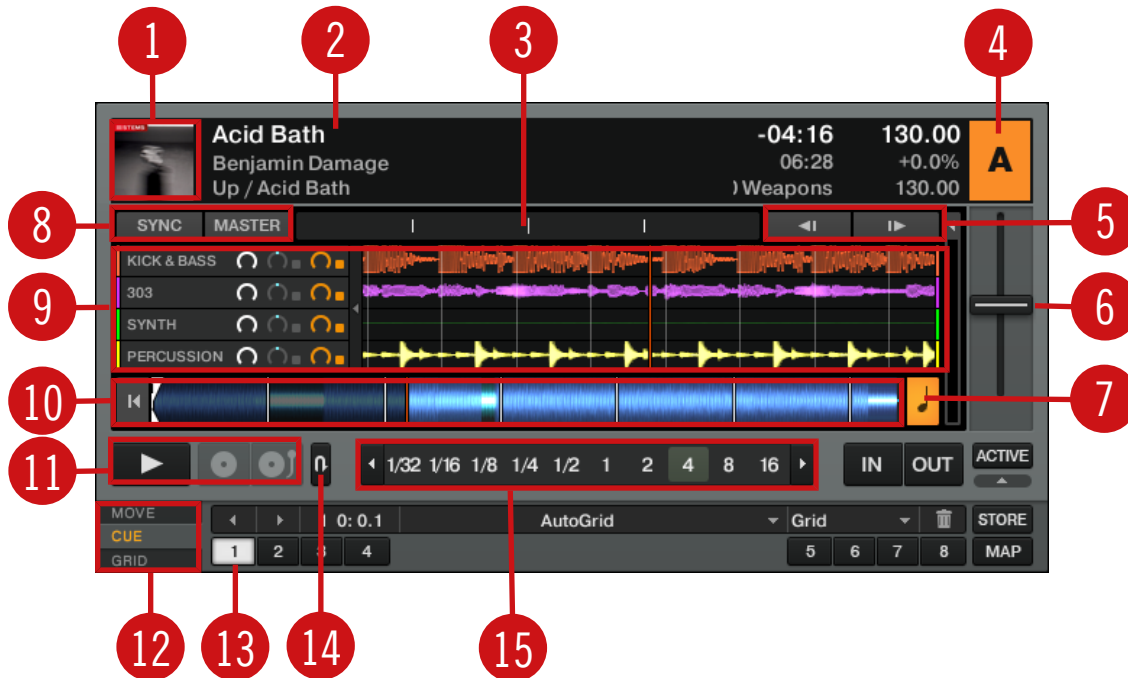 1 2 3 4
STEMS
Acid Bath -04:16 130.00 A
Benjamin Damage 06:28 +0.0%
Up / Acid Bath ) Weapons 130.00
8 SYNC MASTER 5
KICK & BASS
9 303 6
SYNTH
PERCUSSION
10 7
11 1/32 1/16 1/8 1/4 1/2 1 2 4 8 16 IN OUT ACTIVE
MOVE
CUE 0: 0.1 AutoGrid Grid STORE
GRID 1 2 3 4 5 6 7 8 MAP
12 13 14 15